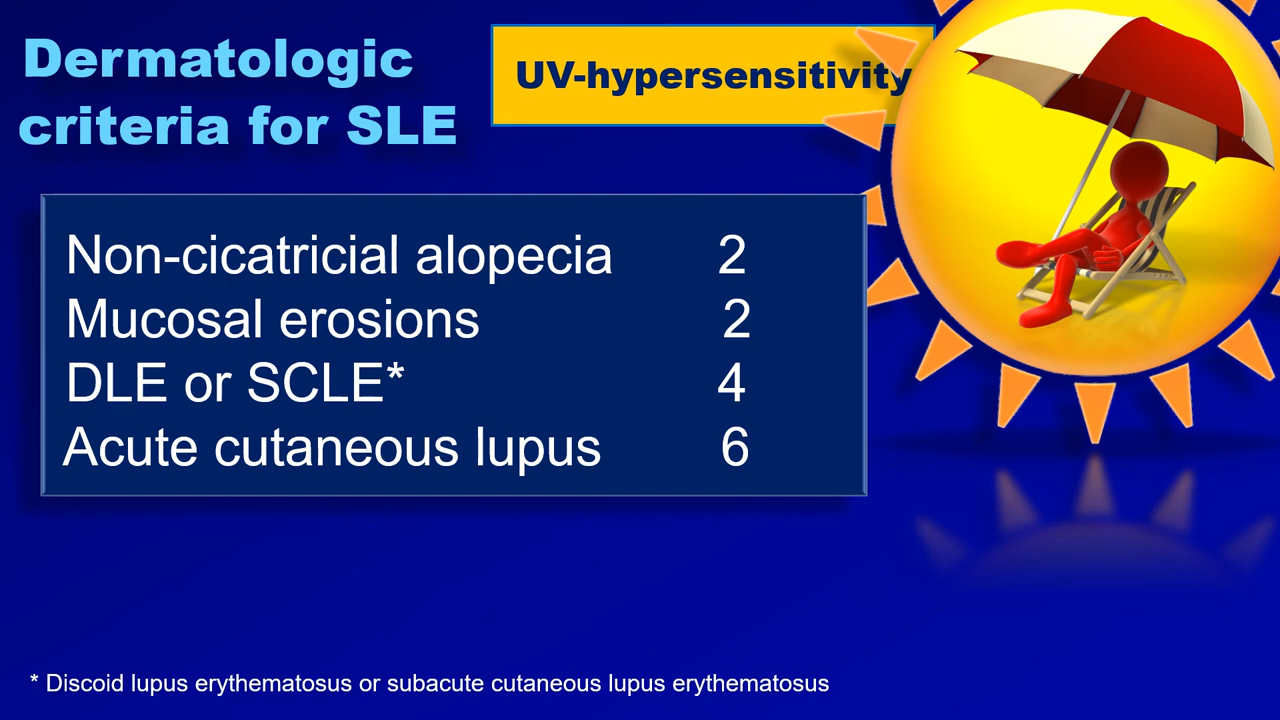 Dermatologic
criteria for SLE
UV-hypersensitivity
Non-cicatricial alopecia 2
Mucosal erosions 2
DLE or SCLE* 4
Acute cutaneous lupus 6
* Discoid lupus erythematosus or subacute cutaneous lupus erythematosus